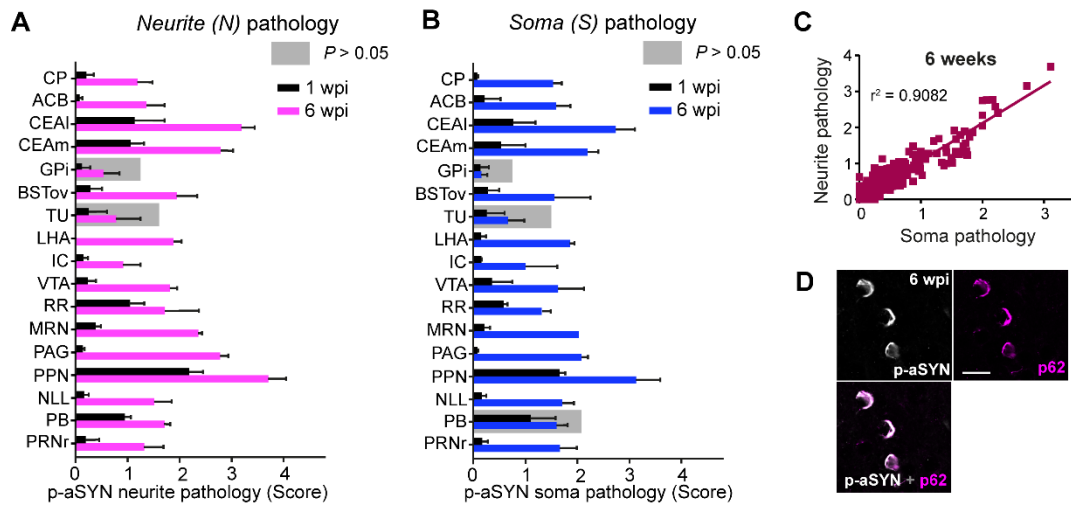 A
Neurite (N) pathology
P > 0.05
1 wpi
6 wpi
CP
ACB
CEAl
CEAm
GPi
BSTov
TU
LHA
IC
VTA
RR
MRN
PAG
PPN
NLL
PB
PRNr
0 1 2 3 4
p-aSYN neurite pathology (Score)
B
Soma (S) pathology
P > 0.05
1 wpi
6 wpi
CP
ACB
CEAl
CEAm
GPi
BSTov
TU
LHA
IC
VTA
RR
MRN
PAG
PPN
NLL
PB
PRNr
0 1 2 3 4
p-aSYN soma pathology (Score)
C
6 weeks
r² = 0.9082
Neurite pathology
4
3
2
1
0
0 1 2 3
Soma pathology
D
6 wpi
p-aSYN
p62
p-aSYN + p62